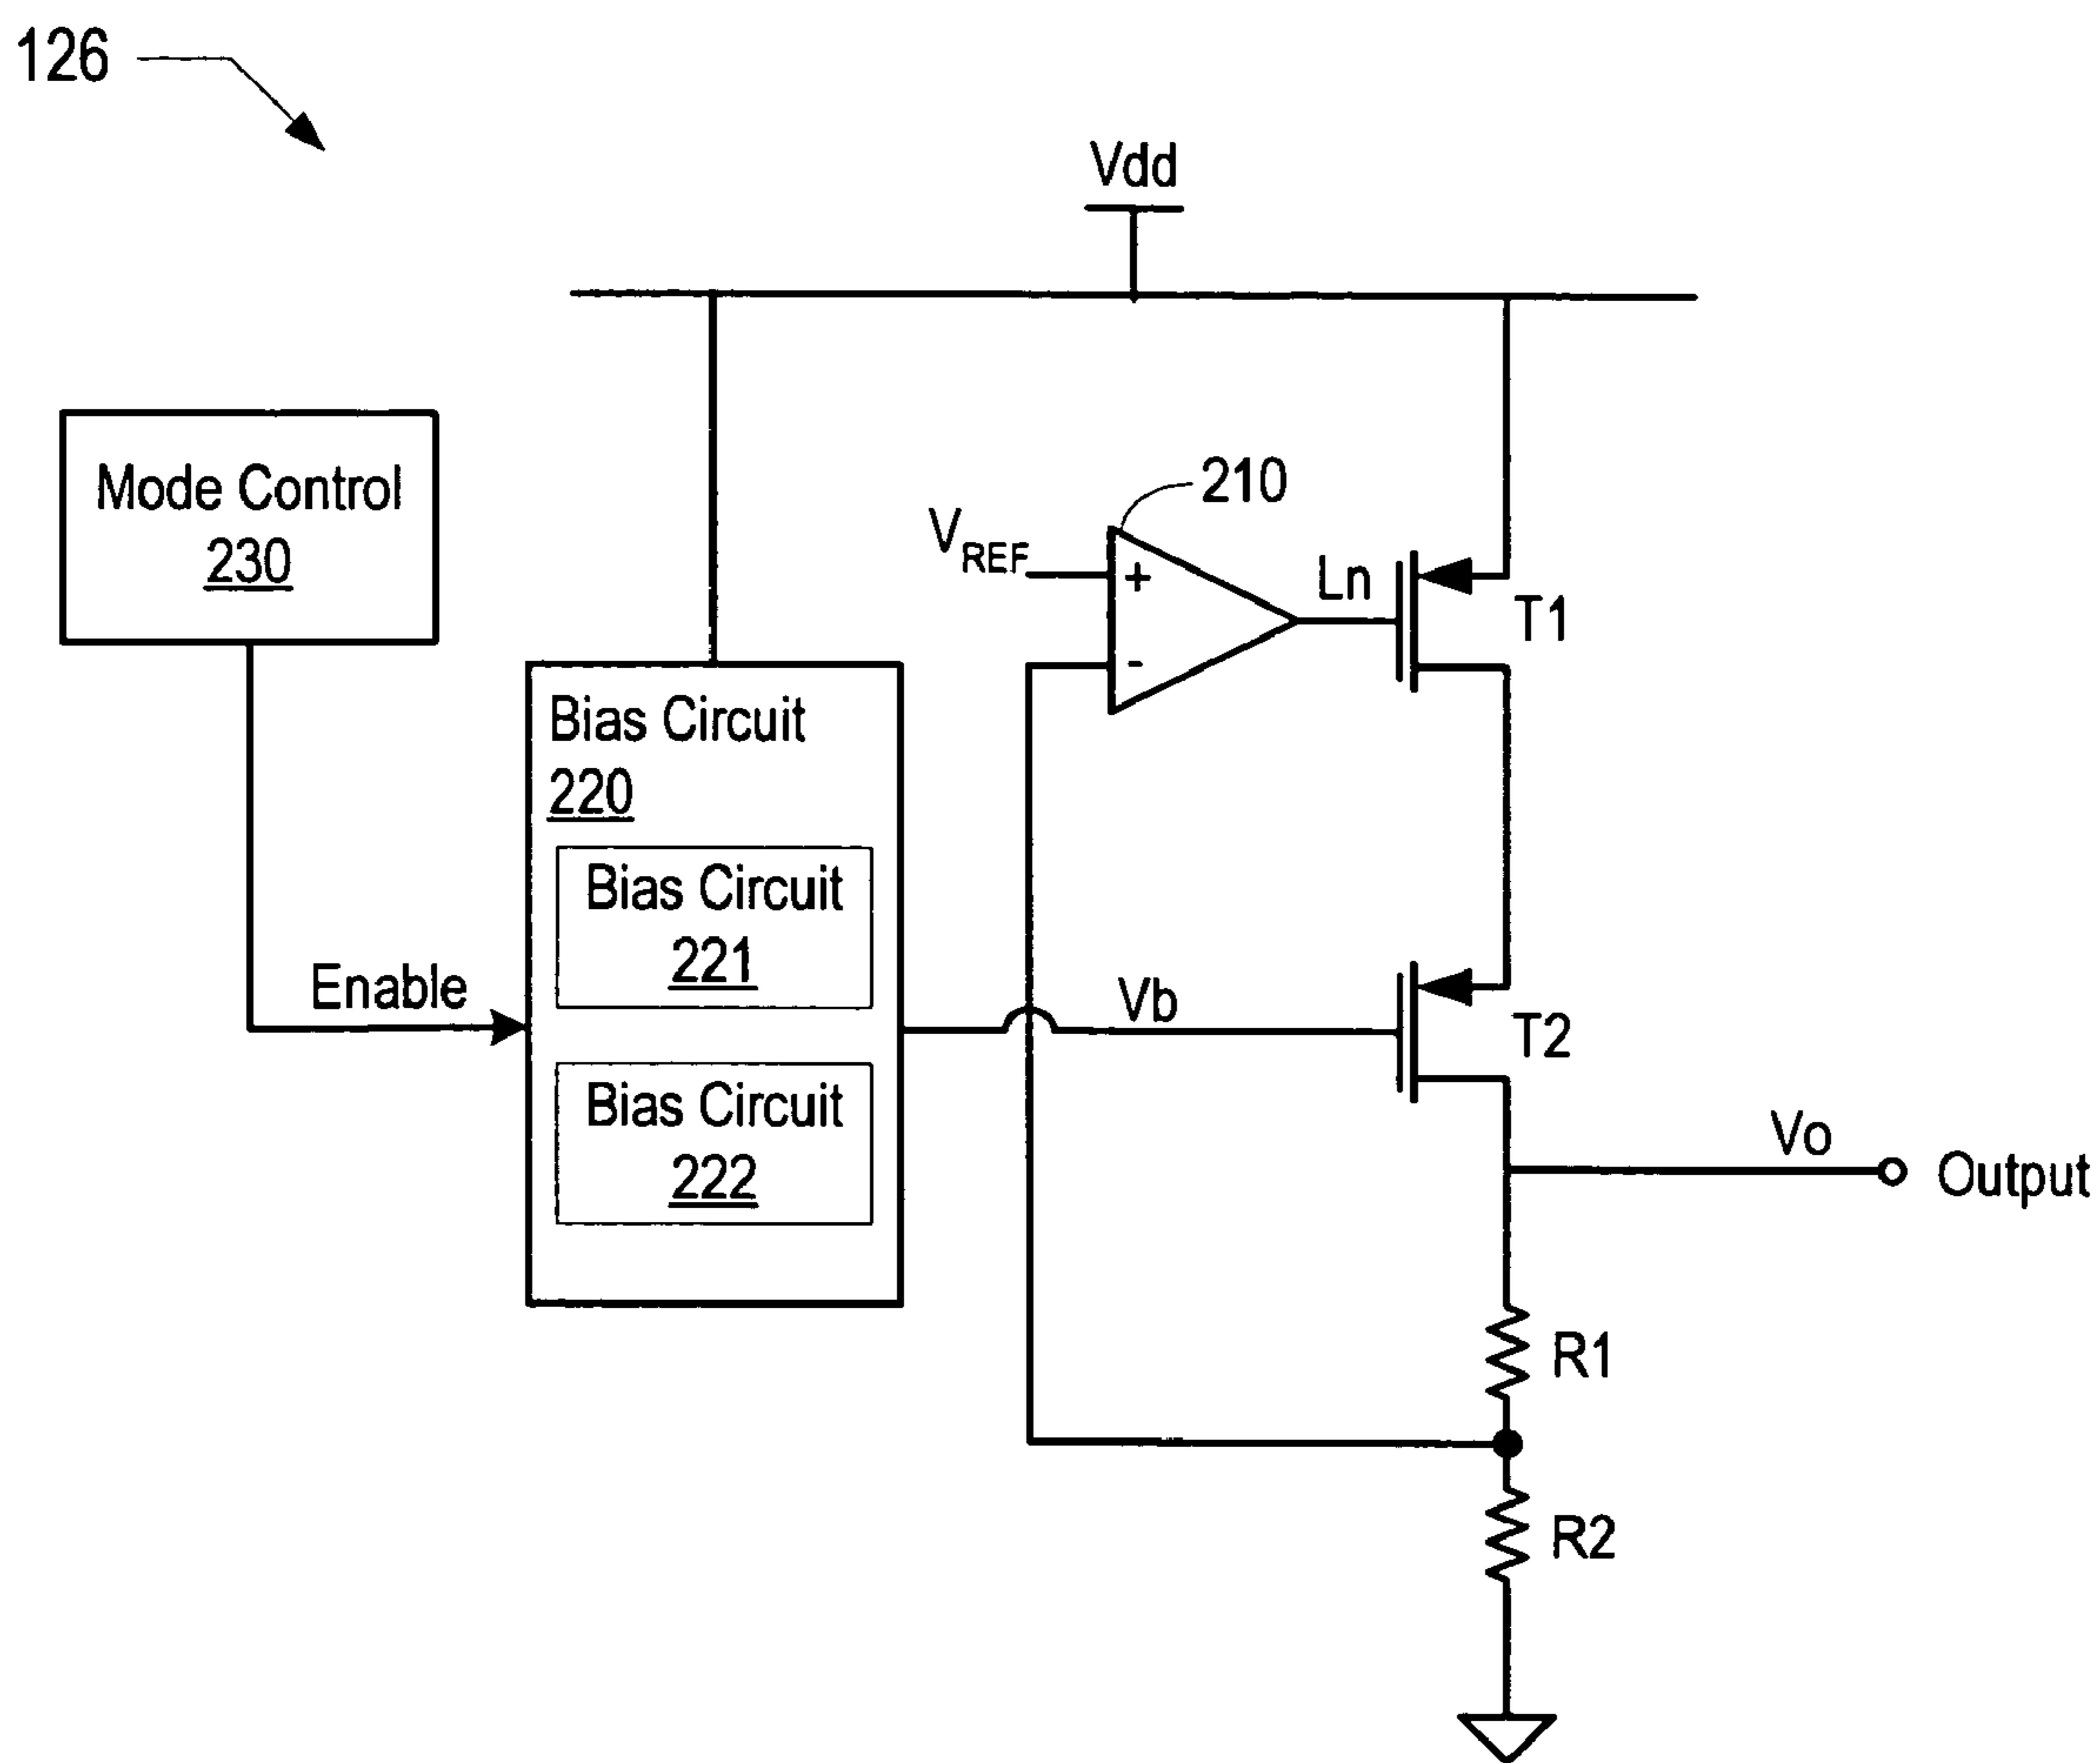 126
Vdd
Mode Control
230
210
VREF
+
-
Ln
T1
Bias Circuit
220
Bias Circuit
221
Enable
Vb
T2
Bias Circuit
222
Vo
Output
R1
R2